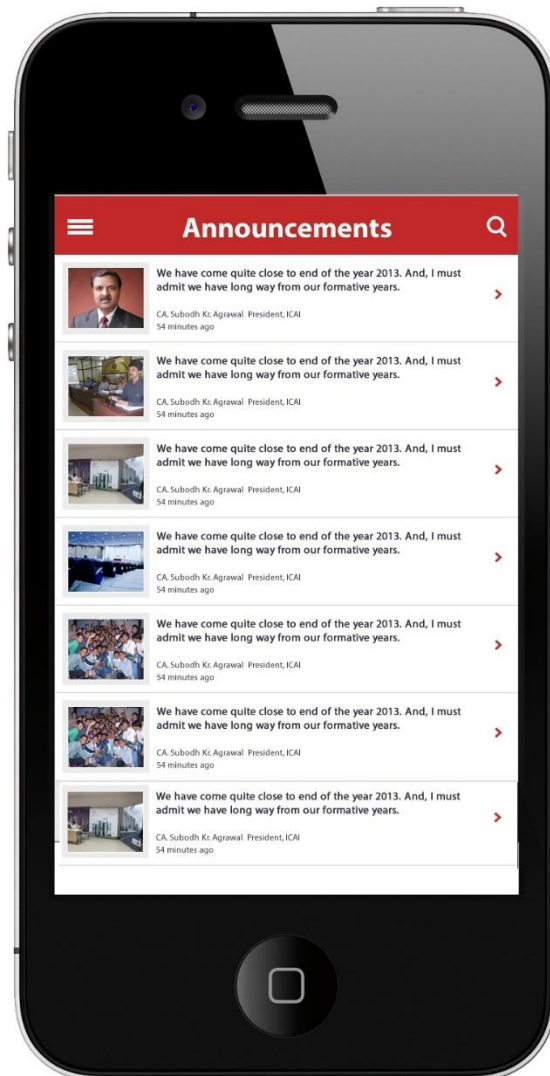 Announcements
We have come quite close to end of the year 2013. And, I must
admit we have long way from our formative years.
CA. Subodh Kr. Agrawal President, ICAI
54 minutes ago
We have come quite close to end of the year 2013. And, I must
admit we have long way from our formative years.
CA. Subodh Kr. Agrawal President, ICAI
54 minutes ago
We have come quite close to end of the year 2013. And, I must
admit we have long way from our formative years.
CA. Subodh Kr. Agrawal President, ICAI
54 minutes ago
We have come quite close to end of the year 2013. And, I must
admit we have long way from our formative years.
CA. Subodh Kr. Agrawal President, ICAI
54 minutes ago
We have come quite close to end of the year 2013. And, I must
admit we have long way from our formative years.
CA. Subodh Kr. Agrawal President, ICAI
54 minutes ago
We have come quite close to end of the year 2013. And, I must
admit we have long way from our formative years.
CA. Subodh Kr. Agrawal President, ICAI
54 minutes ago
We have come quite close to end of the year 2013. And, I must
admit we have long way from our formative years.
CA. Subodh Kr. Agrawal President, ICAI
54 minutes ago